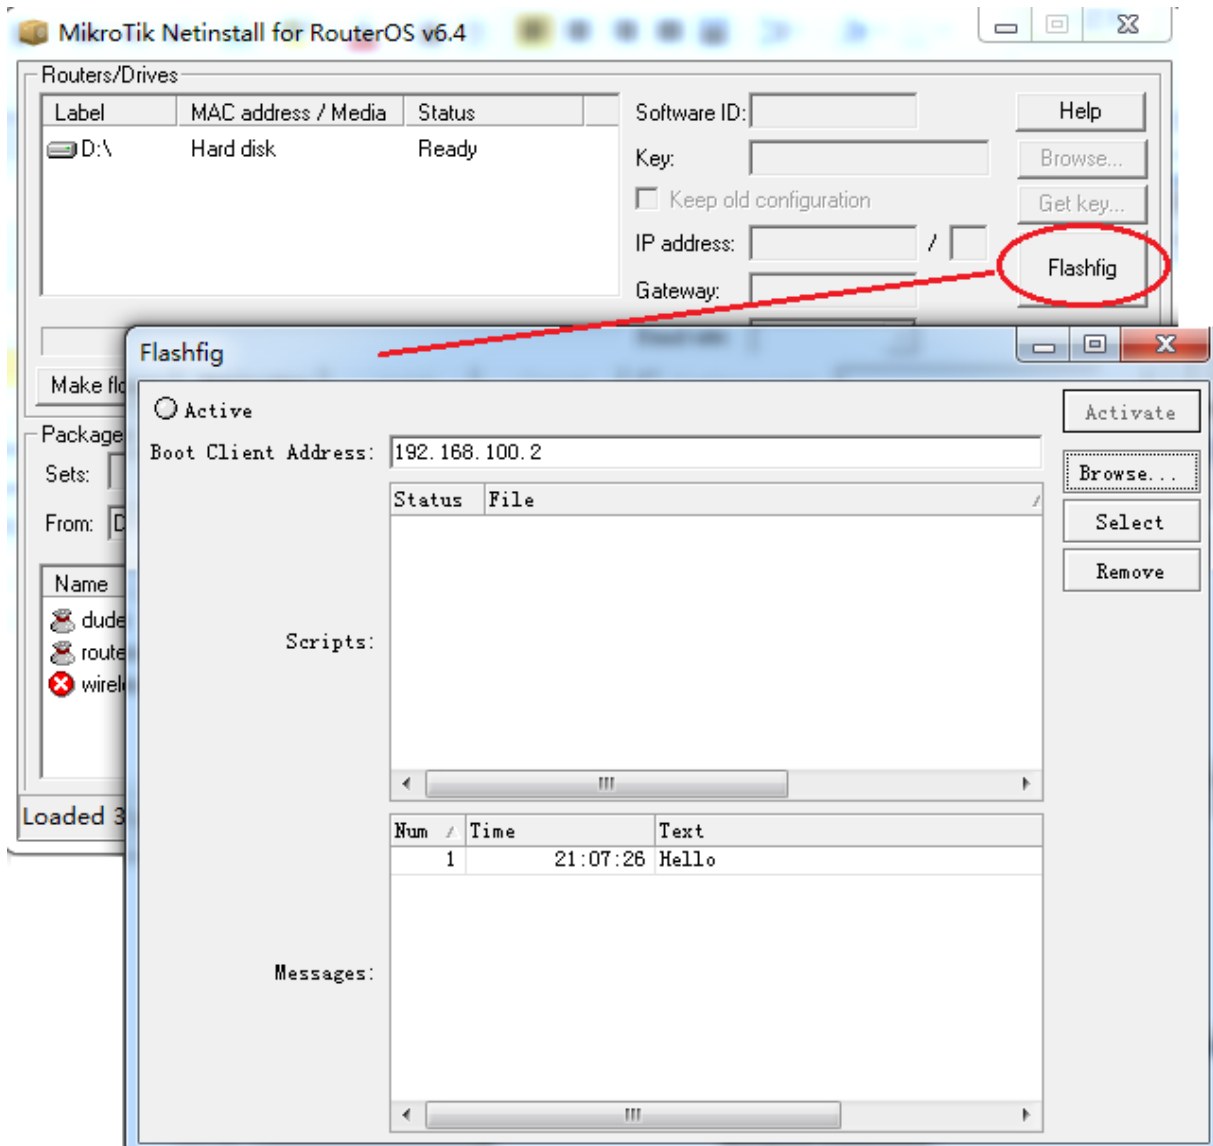 MikroTik Netinstall for RouterOS v6.4
Routers/Drives
Label MAC address / Media Status
D:\ Hard disk Ready
Software ID:
Help
Key:
Browse...
Keep old configuration
Get key...
IP address: /
Flashfig
Gateway:
Flashfig
Make flo
Active
Activate
Package
Boot Client Address: 192.168.100.2
Sets:
Browse...
Status File
From: D
Select
Name
Remove
dude
route
wirel
Scripts:
Loaded 3
Num Time Text
1 21:07:26 Hello
Messages: